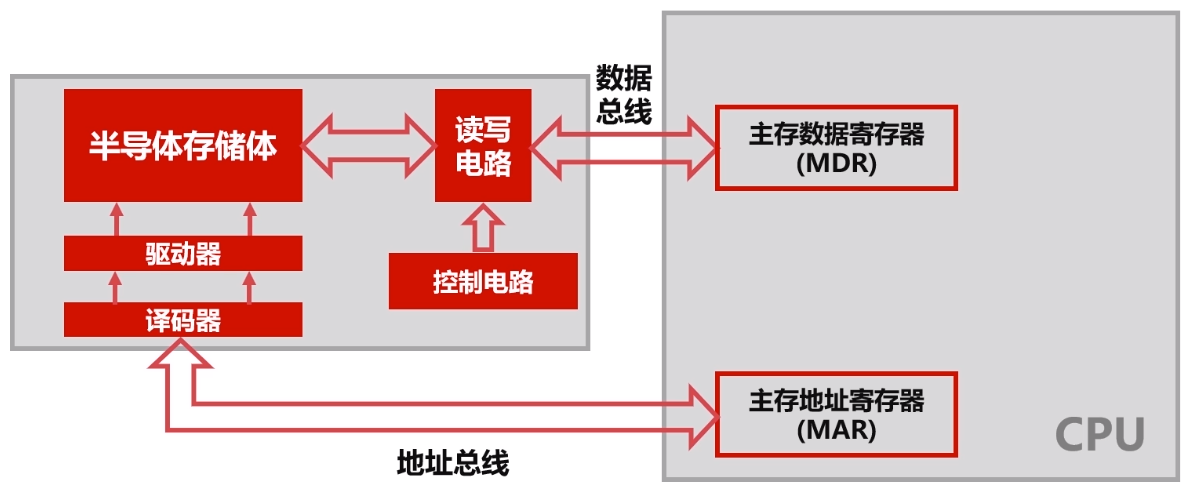 数据
总线
半导体存储体
读写
电路
主存数据寄存器
(MDR)
驱动器
控制电路
译码器
主存地址寄存器
(MAR)
CPU
地址总线